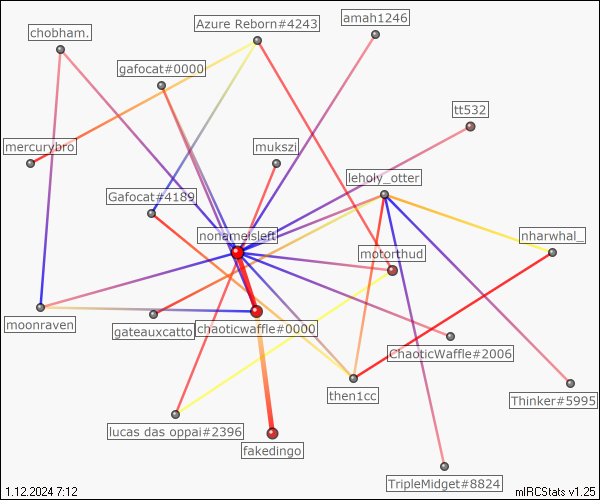 amah1246
Azure Reborn#4243
chobham.
gafocat#0000
tt532
mercurybro
mukszi
leholy_otter
Gafocat#4189
nonameisleft
nharwhal_
motorthud
moonraven
gateauxcatto
chaoticwaffle#0000
ChaoticWaffle#2006
then1cc
Thinker#5995
lucas das oppai#2396
fakedingo
TripleMidget#8824
1.12.2024 7:12
mIRCStats v1.25